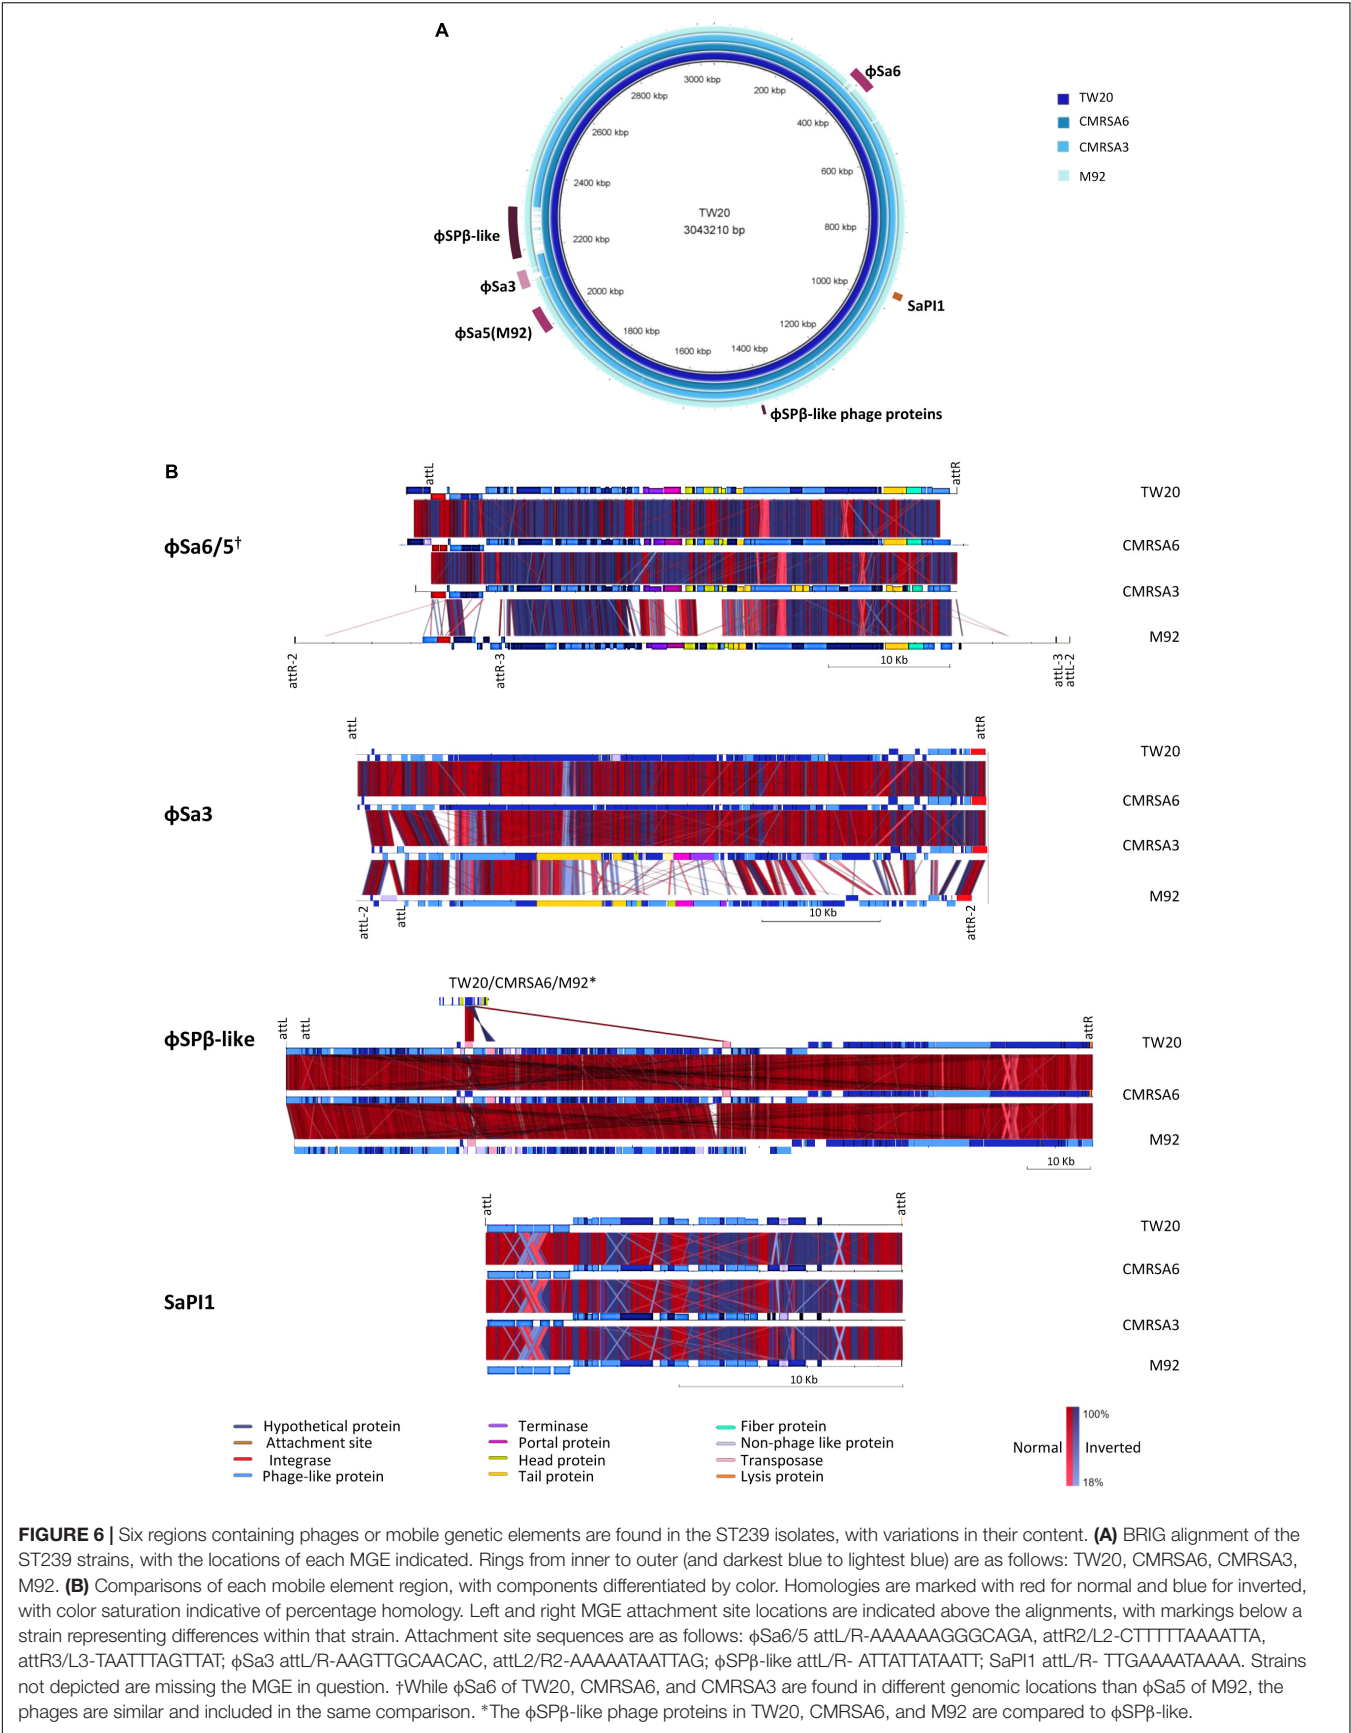 A
ϕSa6
3000 kbp
200 kbp
2800 kbp
400 kbp
2600 kbp
600 kbp
2400 kbp
TW20
3043210 bp
800 kbp
2200 kbp
1000 kbp
2000 kbp
1200 kbp
1800 kbp
1400 kbp
1600 kbp
TW20
CMRSA6
CMRSA3
M92
ϕSPβ-like
ϕSa3
ϕSa5(M92)
SaPI1
ϕSPβ-like phage proteins
B
attL
attR
TW20
ϕSa6/5†
CMRSA6
CMRSA3
M92
attR-2
attR-3
10 Kb
attL-3
attL-2
attL
attR
TW20
CMRSA6
ϕSa3
CMRSA3
M92
attL-2
attL
10 Kb
attR-2
TW20/CMRSA6/M92*
attL
attL
attR
ϕSPβ-like
TW20
CMRSA6
M92
10 Kb
attL
attR
TW20
CMRSA6
SaPI1
CMRSA3
M92
10 Kb
Hypothetical protein
Attachment site
Integrase
Phage-like protein
Terminase
Portal protein
Head protein
Tail protein
Fiber protein
Non-phage like protein
Transposase
Lysis protein
100%
Normal
Inverted
18%
FIGURE 6 | Six regions containing phages or mobile genetic elements are found in the ST239 isolates, with variations in their content. (A) BRIG alignment of the
ST239 strains, with the locations of each MGE indicated. Rings from inner to outer (and darkest blue to lightest blue) are as follows: TW20, CMRSA6, CMRSA3,
M92. (B) Comparisons of each mobile element region, with components differentiated by color. Homologies are marked with red for normal and blue for inverted,
with color saturation indicative of percentage homology. Left and right MGE attachment site locations are indicated above the alignments, with markings below a
strain representing differences within that strain. Attachment site sequences are as follows: ϕSa6/5 attL/R-AAAAAAGGGCAGA, attR2/L2-CTTTTTAAAATTA,
attR3/L3-TAATTTAGTTAT; ϕSa3 attL/R-AAGTTGCAACAC, attL2/R2-AAAAATAATTAG; ϕSPβ-like attL/R- ATTATTATAATT; SaPI1 attL/R- TTGAAAATAAAA. Strains
not depicted are missing the MGE in question. †While ϕSa6 of TW20, CMRSA6, and CMRSA3 are found in different genomic locations than ϕSa5 of M92, the
phages are similar and included in the same comparison. *The ϕSPβ-like phage proteins in TW20, CMRSA6, and M92 are compared to ϕSPβ-like.